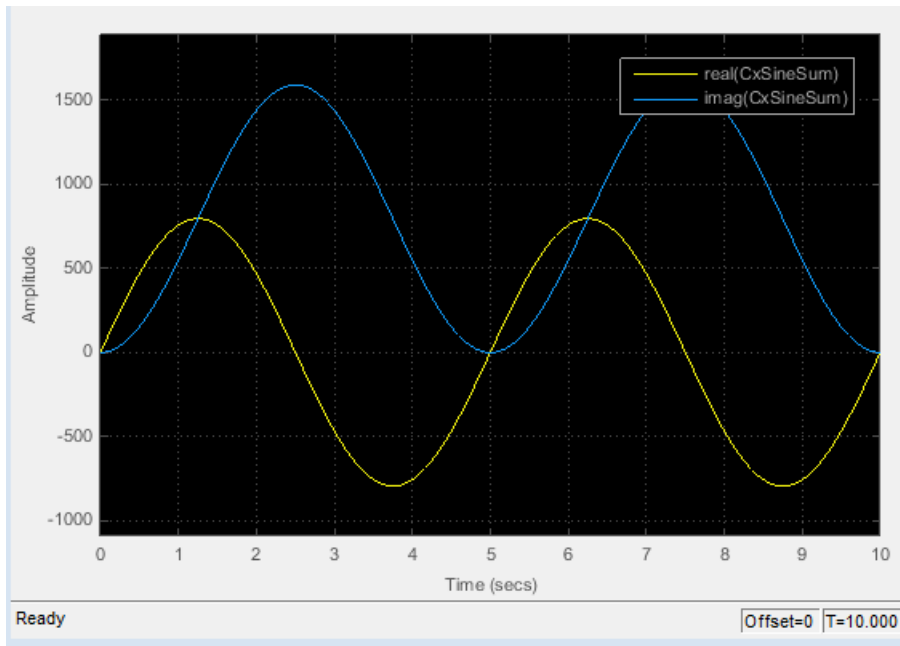 real(CxSineSum)
imag(CxSineSum)
1500
1000
500
0
-500
-1000
Amplitude
0 1 2 3 4 5 6 7 8 9 10
Time (secs)
Ready Offset=0 T=10.000